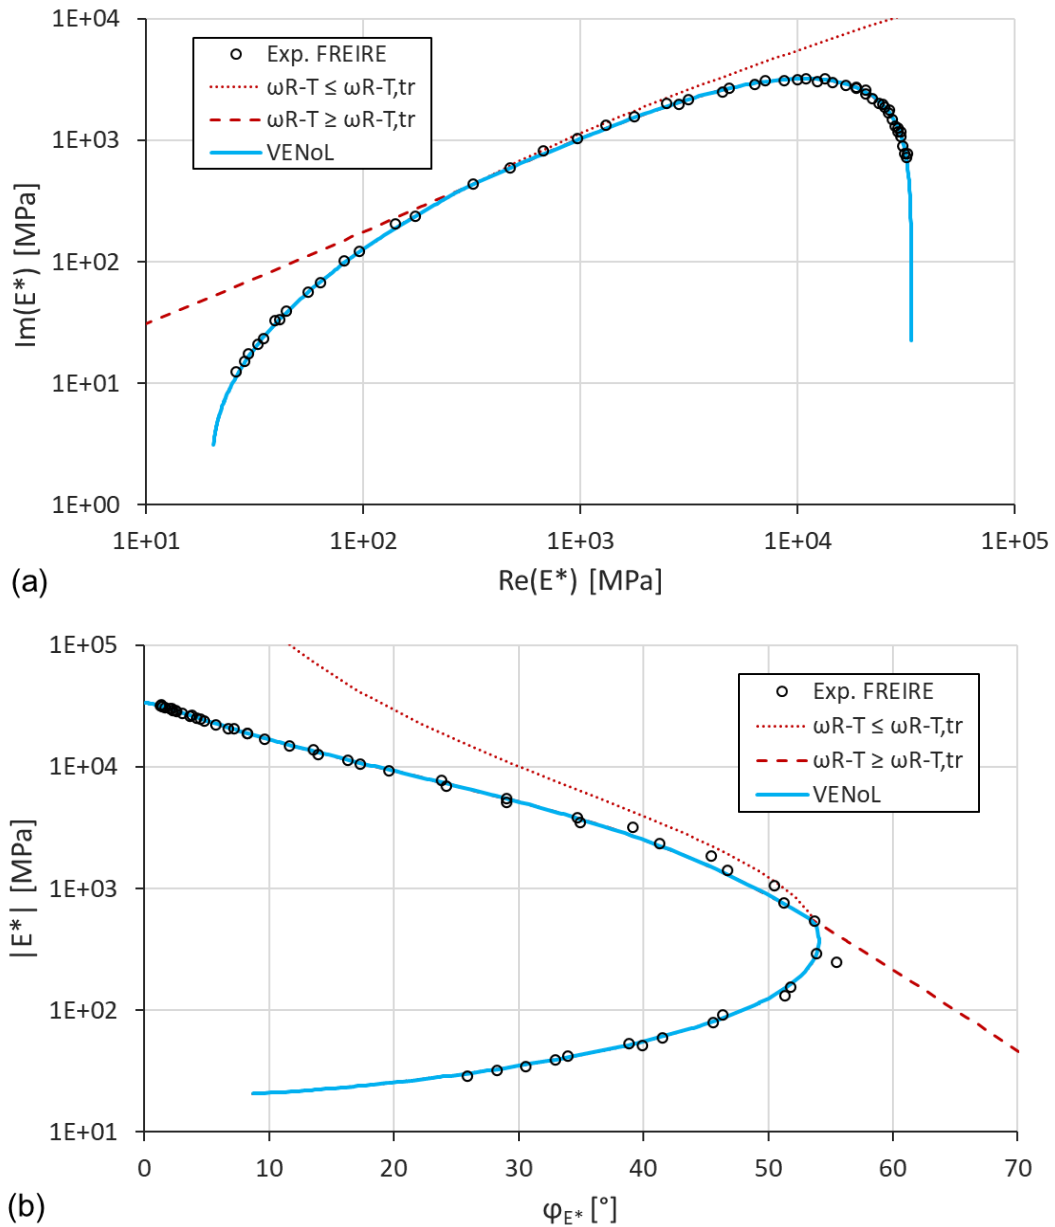 1E+04
1E+03
1E+02
1E+01
1E+00
Im(E*) [MPa]
Exp. FREIRE
ωR-T ≤ ωR-T,tr
ωR-T ≥ ωR-T,tr
VENoL
1E+01 1E+02 1E+03 1E+04 1E+05
Re(E*) [MPa]
(a)
1E+05
1E+04
1E+03
1E+02
1E+01
|E*| [MPa]
Exp. FREIRE
ωR-T ≤ ωR-T,tr
ωR-T ≥ ωR-T,tr
VENoL
0 10 20 30 40 50 60 70
φE* [°]
(b)